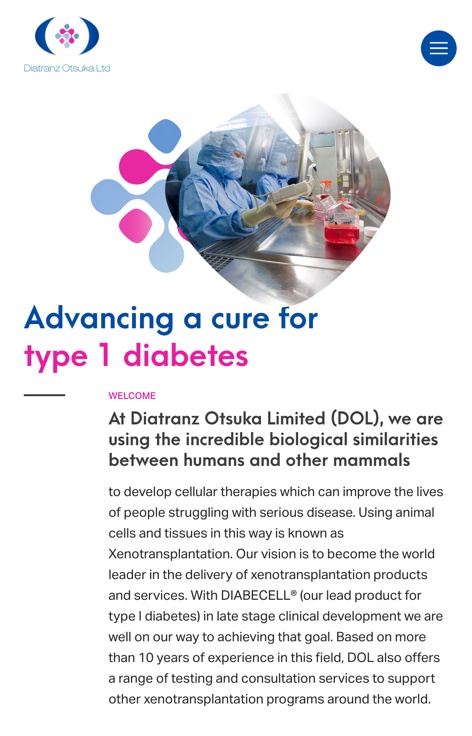 Diatranz Otsuka Ltd
Advancing a cure for
type 1 diabetes
WELCOME
At Diatranz Otsuka Limited (DOL), we are
using the incredible biological similarities
between humans and other mammals
to develop cellular therapies which can improve the lives
of people struggling with serious disease. Using animal
cells and tissues in this way is known as
Xenotransplantation. Our vision is to become the world
leader in the delivery of xenotransplantation products
and services. With DIABECELL® (our lead product for
type I diabetes) in late stage clinical development we are
well on our way to achieving that goal. Based on more
than 10 years of experience in this field, DOL also offers
a range of testing and consultation services to support
other xenotransplantation programs around the world.